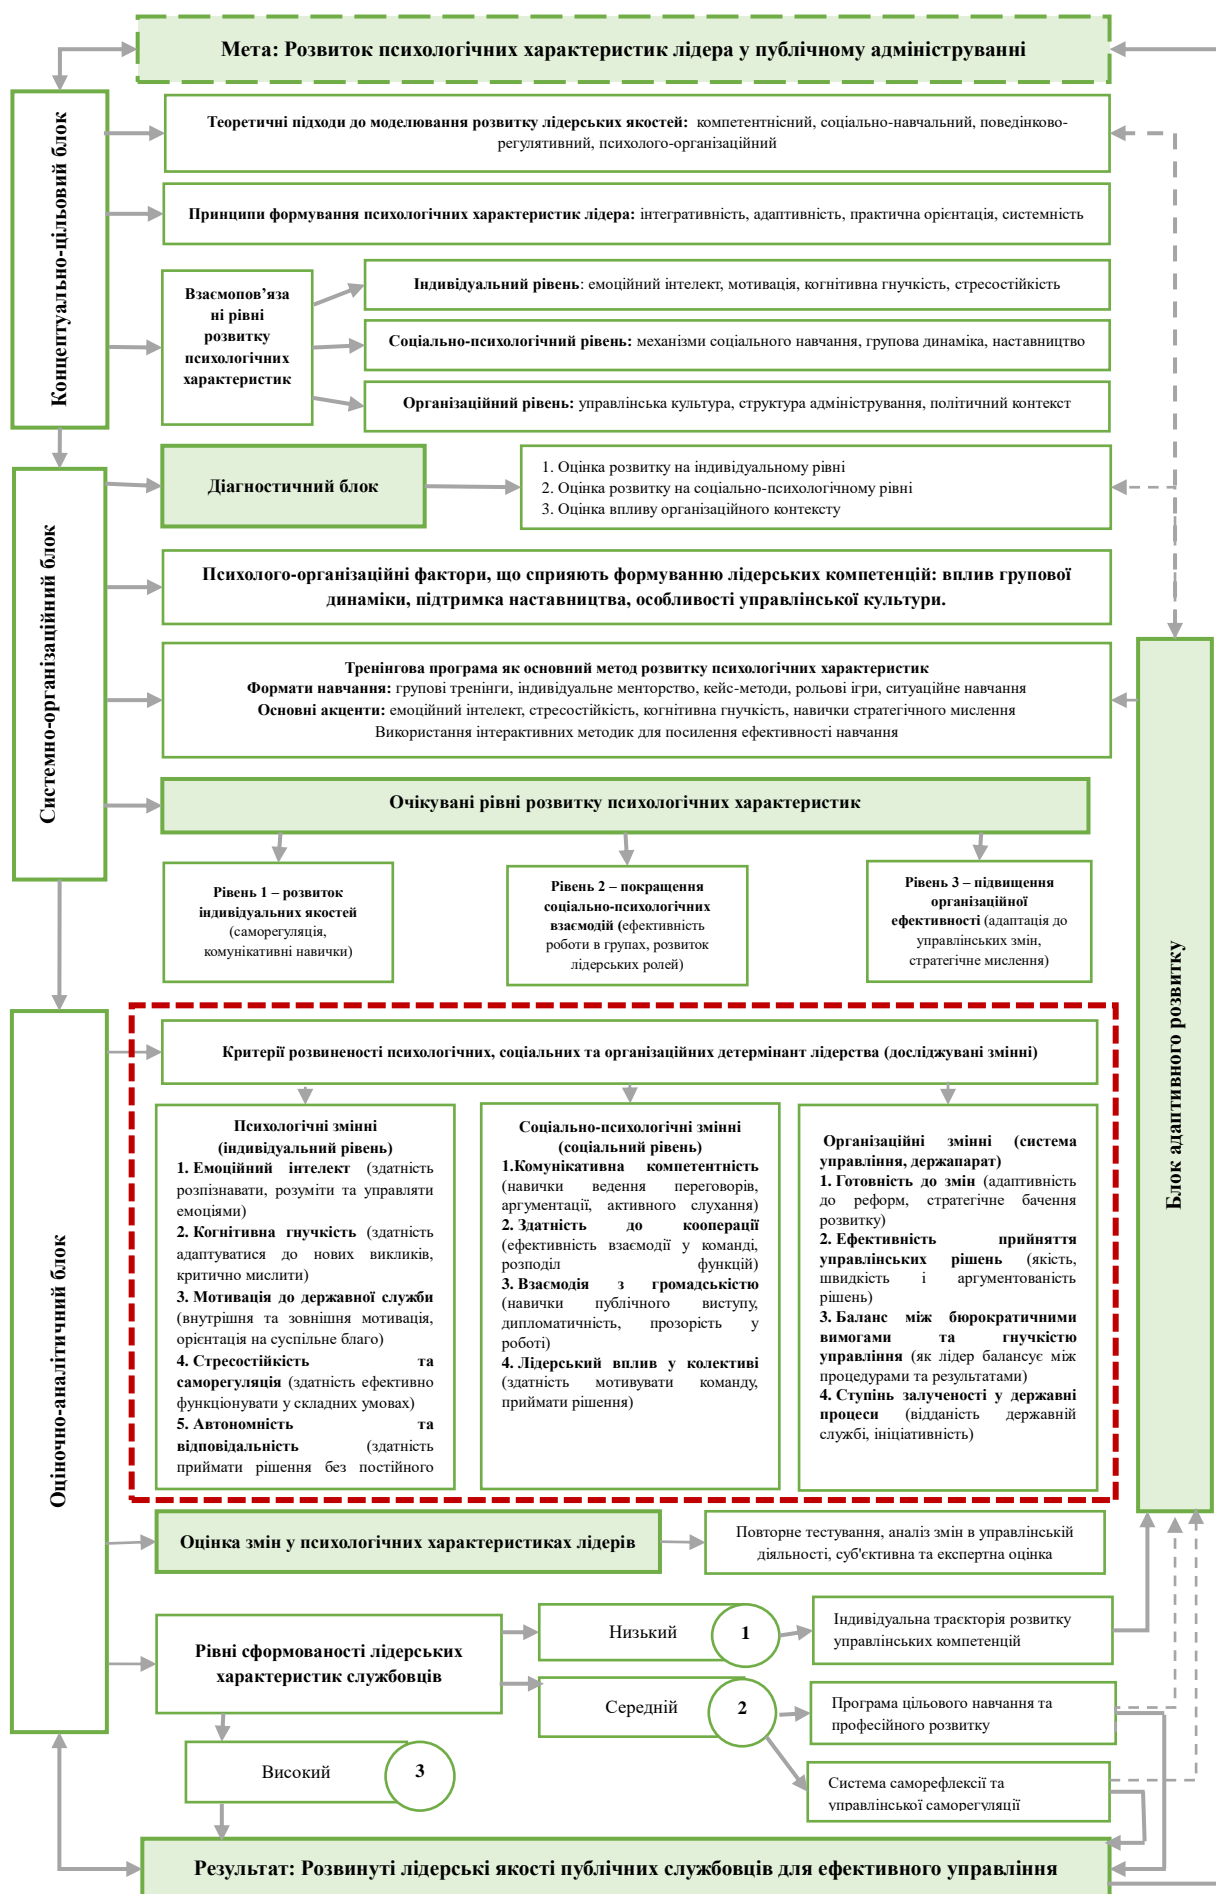 Мета: Розвиток психологічних характеристик лідера у публічному адмініструванні
Концептуально-цільовий блок
Теоретичні підходи до моделювання розвитку лідерських якостей: компетентнісний, соціально-навчальний, поведінково-
регулятивний, психолого-організаційний
Принципи формування психологічних характеристик лідера: інтегративність, адаптивність, практична орієнтація, системність
Взаємопов’яза
ні рівні
розвитку
психологічних
характеристик
Індивідуальний рівень: емоційний інтелект, мотивація, когнітивна гнучкість, стресостійкість
Соціально-психологічний рівень: механізми соціального навчання, групова динаміка, наставництво
Організаційний рівень: управлінська культура, структура адміністрування, політичний контекст
Системно-організаційний блок
Діагностичний блок
1. Оцінка розвитку на індивідуальному рівні
2. Оцінка розвитку на соціально-психологічному рівні
3. Оцінка впливу організаційного контексту
Психолого-організаційні фактори, що сприяють формуванню лідерських компетенцій: вплив групової
динаміки, підтримка наставництва, особливості управлінської культури.
Тренінгова програма як основний метод розвитку психологічних характеристик
Формати навчання: групові тренінги, індивідуальне менторство, кейс-методи, рольові ігри, ситуаційне навчання
Основні акценти: емоційний інтелект, стресостійкість, когнітивна гнучкість, навички стратегічного мислення
Використання інтерактивних методик для посилення ефективності навчання
Блок адаптивного розвитку
Очікувані рівні розвитку психологічних характеристик
Рівень 1 – розвиток
індивідуальних якостей
(саморегуляція,
комунікативні навички)
Рівень 2 – покращення
соціально-психологічних
взаємодій (ефективність
роботи в групах, розвиток
лідерських ролей)
Рівень 3 – підвищення
організаційної
ефективності (адаптація до
управлінських змін,
стратегічне мислення)
Оціночно-аналітичний блок
Критерії розвиненості психологічних, соціальних та організаційних детермінант лідерства (досліджувані змінні)
Психологічні змінні
(індивідуальний рівень)
1. Емоційний інтелект (здатність
розпізнавати, розуміти та управляти
емоціями)
2. Когнітивна гнучкість (здатність
адаптуватися до нових викликів,
критично мислити)
3. Мотивація до державної служби
(внутрішня та зовнішня мотивація,
орієнтація на суспільне благо)
4. Стресостійкість та
саморегуляція (здатність ефективно
функціонувати у складних умовах)
5. Автономність та
відповідальність (здатність
приймати рішення без постійного
Соціально-психологічні змінні
(соціальний рівень)
1.Комунікативна компетентність
(навички ведення переговорів,
аргументації, активного слухання)
2. Здатність до кооперації
(ефективність взаємодії у команді,
розподіл функцій)
3. Взаємодія з громадськістю
(навички публічного виступу,
дипломатичність, прозорість у
роботі)
4. Лідерський вплив у колективі
(здатність мотивувати команду,
приймати рішення)
Організаційні змінні (система
управління, держапарат)
1. Готовність до змін (адаптивність
до реформ, стратегічне бачення
розвитку)
2. Ефективність прийняття
управлінських рішень (якість,
швидкість і аргументованість
рішень)
3. Баланс між бюрократичними
вимогами та гнучкістю
управління (як лідер балансує між
процедурами та результатами)
4. Ступінь залученості у державні
процеси (відданість державній
службі, ініціативність)
Оцінка змін у психологічних характеристиках лідерів
Повторне тестування, аналіз змін в управлінській
діяльності, суб'єктивна та експертна оцінка
Рівні сформованості лідерських
характеристик службовців
Низький 1
Індивідуальна траєкторія розвитку
управлінських компетенцій
Середній 2
Програма цільового навчання та
професійного розвитку
Високий 3
Система саморефлексії та
управлінської саморегуляції
Результат: Розвинуті лідерські якості публічних службовців для ефективного управління